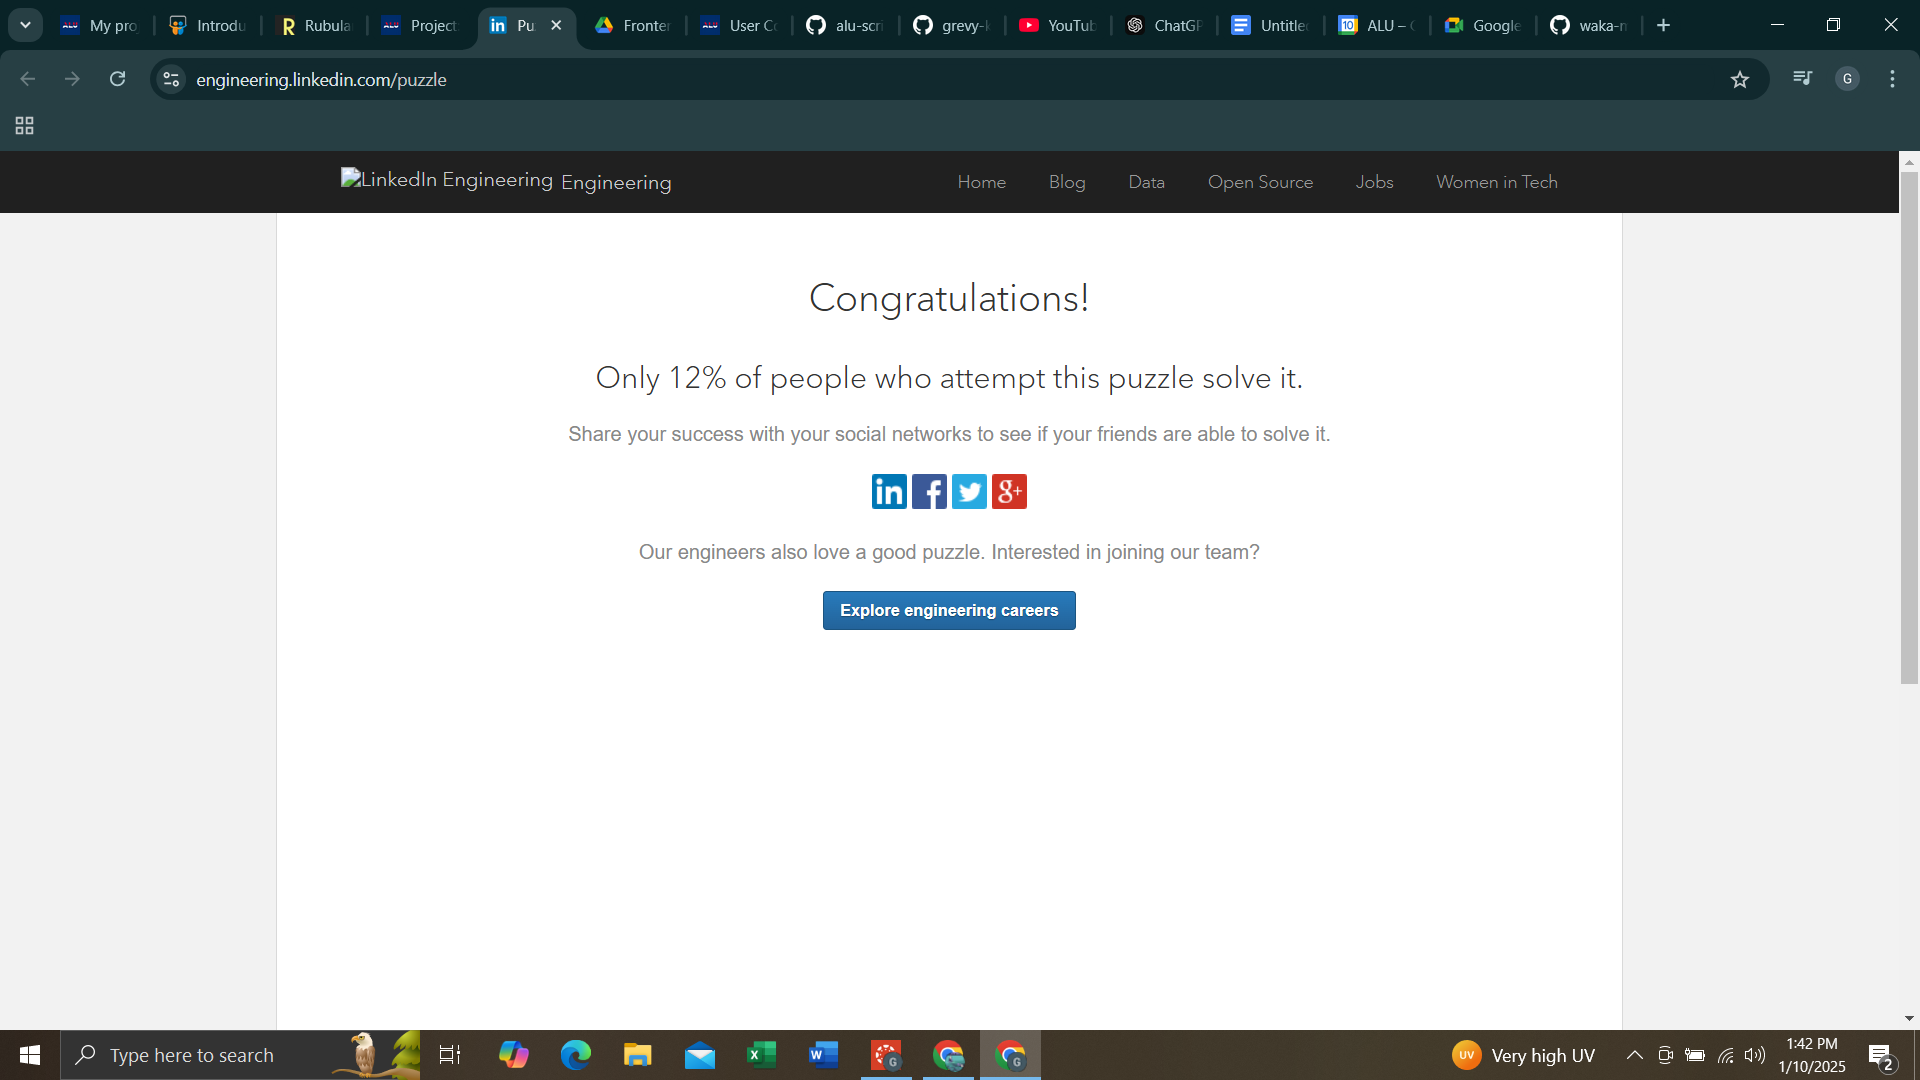 My pro
Introdu
Rubula
Project
Pu
Fronter
User Co
alu-scri
grevy-k
YouTub
ChatGP
Untitled
ALU – C
Google
waka-m
engineering.linkedin.com/puzzle
G
LinkedIn Engineering Engineering
Home
Blog
Data
Open Source
Jobs
Women in Tech
Congratulations!
Only 12% of people who attempt this puzzle solve it.
Share your success with your social networks to see if your friends are able to solve it.
in f g+
Our engineers also love a good puzzle. Interested in joining our team?
Explore engineering careers
Type here to search
UV
Very high UV
1:42 PM
1/10/2025
2